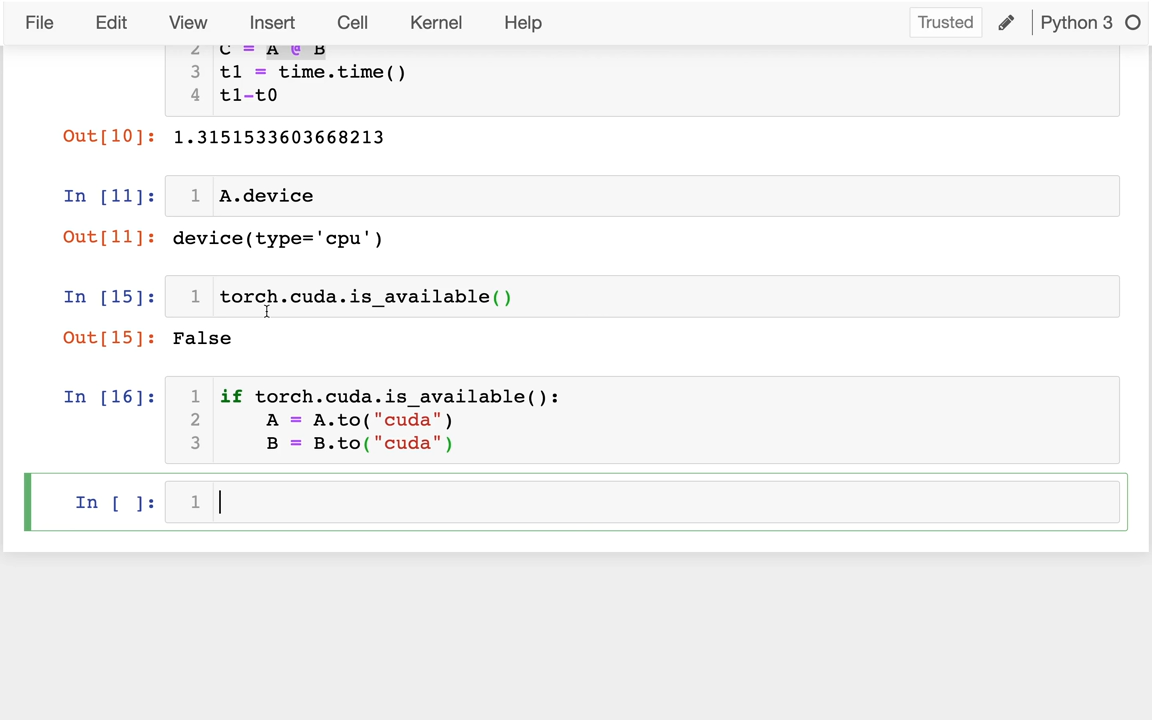 File Edit View Insert Cell Kernel Help Trusted Python 3
2 C = A @ B
3 t1 = time.time()
4 t1-t0
Out[10]: 1.3151533603668213
In [11]: 1 A.device
Out[11]: device(type='cpu')
In [15]: 1 torch.cuda.is_available()
Out[15]: False
In [16]: 1 if torch.cuda.is_available():
2 A = A.to("cuda")
3 B = B.to("cuda")
In [ ]: 1